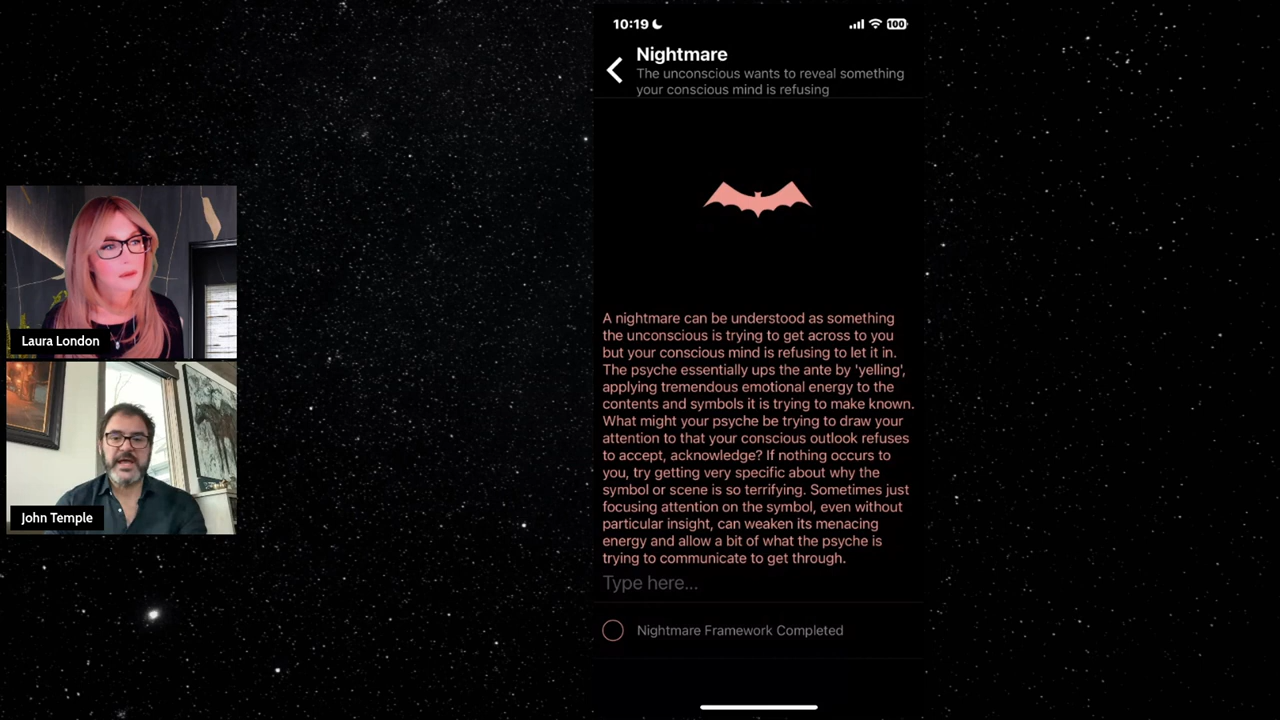 10:19
100
Nightmare
The unconscious wants to reveal something
your conscious mind is refusing
A nightmare can be understood as something
the unconscious is trying to get across to you
but your conscious mind is refusing to let it in.
The psyche essentially ups the ante by 'yelling',
applying tremendous emotional energy to the
contents and symbols it is trying to make known.
What might your psyche be trying to draw your
attention to that your conscious outlook refuses
to accept, acknowledge? If nothing occurs to
you, try getting very specific about why the
symbol or scene is so terrifying. Sometimes just
focusing attention on the symbol, even without
particular insight, can weaken its menacing
energy and allow a bit of what the psyche is
trying to communicate to get through.
Type here...
Nightmare Framework Completed
Laura London
John Temple